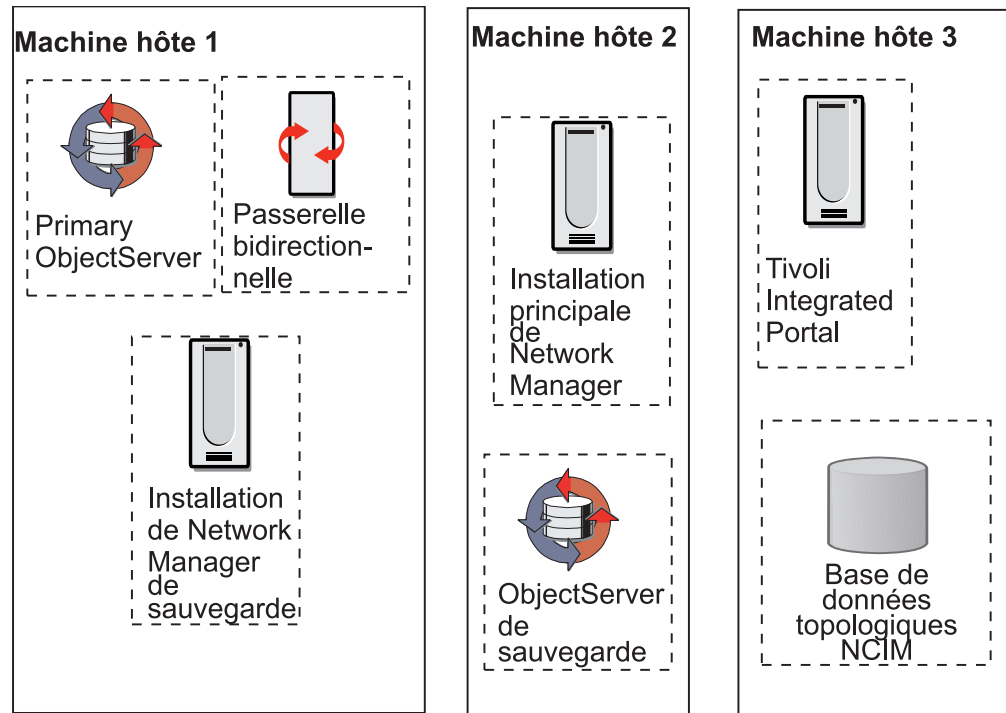 Machine hôte 1
Primary
ObjectServer
Passerelle
bidirection-
nelle
Installation
de Network
Manager
de
sauvegarde
Machine hôte 2
Installation
principale
de
Network
Manager
ObjectServer
de
sauvegarde
Machine hôte 3
Tivoli
Integrated
Portal
Base de
données
topologiques
NCIM